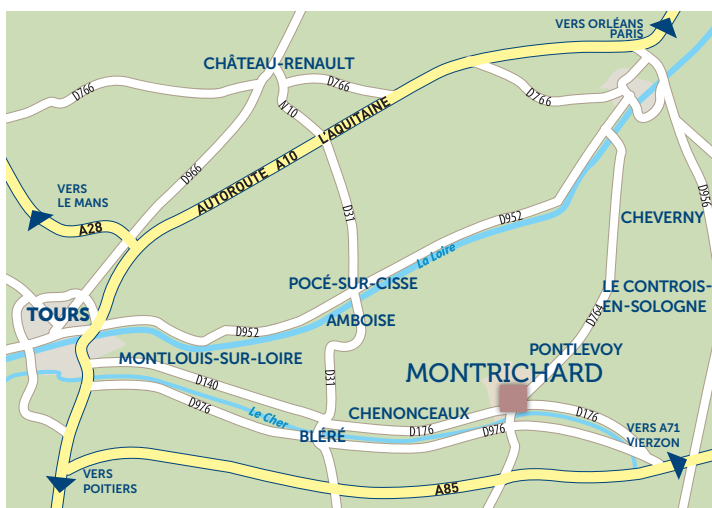 VERS ORLÉANS
PARIS
CHÂTEAU-RENAULT
D766
D766
D766
N 10
AUTOROUTE A10 L'AQUITAINE
D966
D956
VERS
LE MANS
A28
D31
D952
CHEVERNY
La Loire
POCÉ-SUR-CISSE
LE CONTROIS-
EN-SOLOGNE
TOURS
AMBOISE
D764
D952
PONTLEVOY
MONTLOUIS-SUR-LOIRE
D31
MONTRICHARD
D140
D976
Le Cher
CHENONCEAUX
D176
D176
D976
BLÉRÉ
VERS A71
VIERZON
VERS
POITIERS
A85